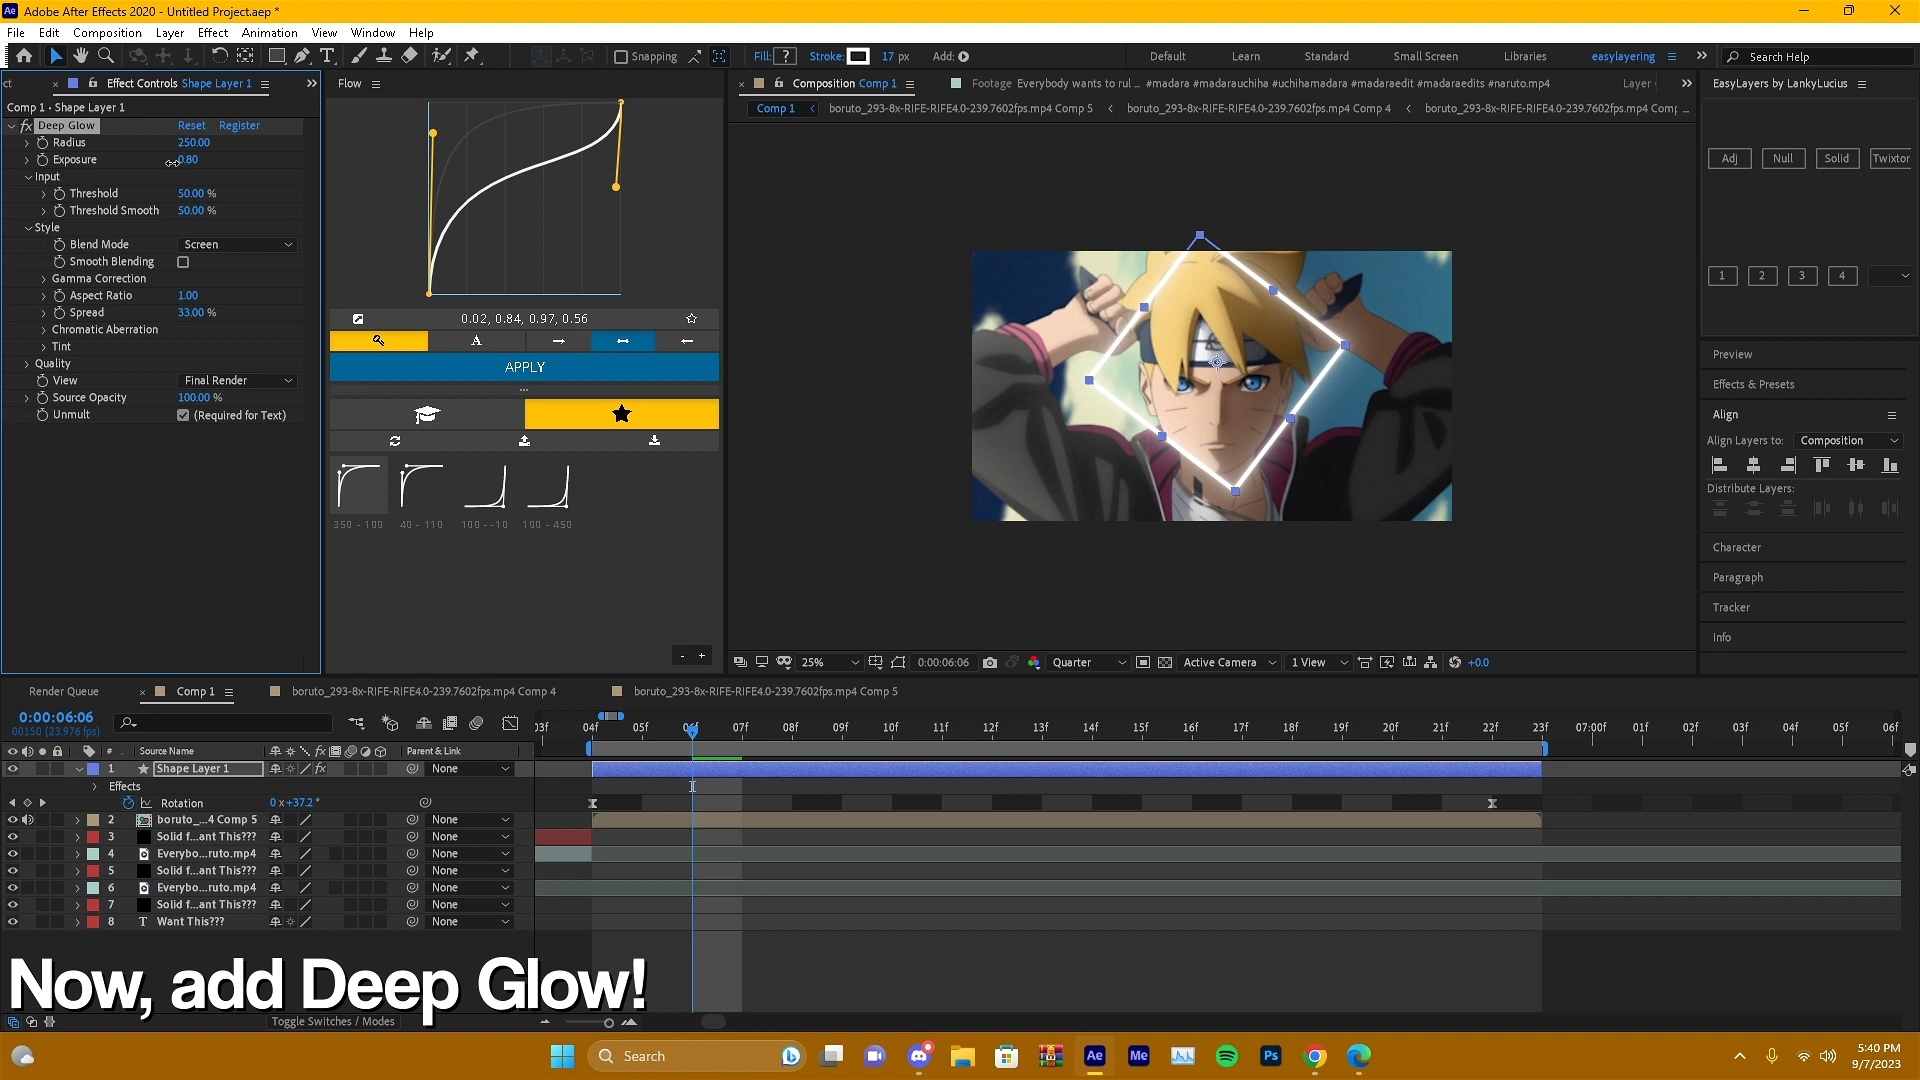 Ae Adobe After Effects 2020 - Untitled Project.aep *
File Edit Composition Layer Effect Animation View Window Help
Snapping Fill: ? Stroke: 17 px Add: Default Learn Standard Small Screen Libraries easylayering Search Help
ct Effect Controls Shape Layer 1
Comp 1 • Shape Layer 1
fx Deep Glow Reset Register
Radius 250.00
Exposure 0.80
Input
Threshold 50.00 %
Threshold Smooth 50.00 %
Style
Blend Mode Screen
Smooth Blending
Gamma Correction
Aspect Ratio 1.00
Spread 33.00 %
Chromatic Aberration
Tint
Quality
View Final Render
Source Opacity 100.00 %
Unmult (Required for Text)
Flow
0.02, 0.84, 0.97, 0.56
A
APPLY
350 - 100 40 - 110 100 - -10 100 - 450
- +
Composition Comp 1 Footage Everybody wants to rul ... #madara #madarauchiha #uchihamadara #madaraedit #madaraedits #naruto.mp4 Layer
Comp 1 boruto_293-8x-RIFE-RIFE4.0-239.7602fps.mp4 Comp 5 boruto_293-8x-RIFE-RIFE4.0-239.7602fps.mp4 Comp 4 boruto_293-8x-RIFE-RIFE4.0-239.7602fps.mp4 Comp ...
25% 0:00:06:06 Quarter Active Camera 1 View +0.0
EasyLayers by LankyLucius
Adj Null Solid Twixtor
1 2 3 4
Preview
Effects & Presets
Align
Align Layers to: Composition
Distribute Layers:
Character
Paragraph
Tracker
Info
Render Queue Comp 1 boruto_293-8x-RIFE-RIFE4.0-239.7602fps.mp4 Comp 4 boruto_293-8x-RIFE-RIFE4.0-239.7602fps.mp4 Comp 5
0:00:06:06
00150 (23.976 fps)
03f 04f 05f 06f 07f 08f 09f 10f 11f 12f 13f 14f 15f 16f 17f 18f 19f 20f 21f 22f 23f 07:00f 01f 02f 03f 04f 05f 06f
# Source Name fx Parent & Link
1 Shape Layer 1 fx None
Effects
Rotation 0 x+37.2 °
2 boruto_...4 Comp 5 None
3 Solid f...ant This??? None
4 Everybo...ruto.mp4 None
5 Solid f...ant This??? None
6 Everybo...ruto.mp4 None
7 Solid f...ant This??? None
8 T Want This??? None
Now, add Deep Glow!
Toggle Switches / Modes
Search Ae Me Ps
5:40 PM
9/7/2023